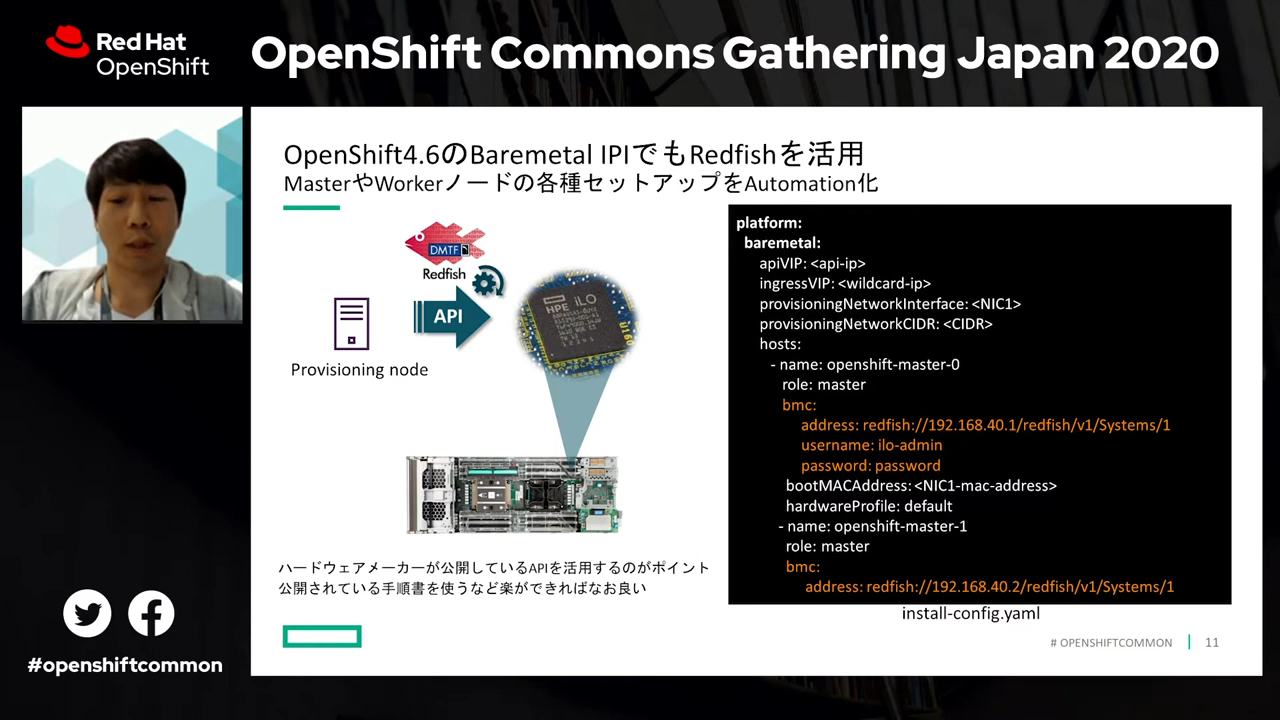 Red Hat
OpenShift
OpenShift Commons Gathering Japan 2020
OpenShift4.6のBaremetal IPIでもRedfishを活用
MasterやWorkerノードの各種セットアップをAutomation化
DMTF
Redfish
API
HPE iLO
Provisioning node
ハードウェアメーカーが公開しているAPIを活用するのがポイント
公開されている手順書を使うなど楽ができればなお良い
platform:
baremetal:
apiVIP: <api-ip>
ingressVIP: <wildcard-ip>
provisioningNetworkInterface: <NIC1>
provisioningNetworkCIDR: <CIDR>
hosts:
- name: openshift-master-0
role: master
bmc:
address: redfish://192.168.40.1/redfish/v1/Systems/1
username: ilo-admin
password: password
bootMACAddress: <NIC1-mac-address>
hardwareProfile: default
- name: openshift-master-1
role: master
bmc:
address: redfish://192.168.40.2/redfish/v1/Systems/1
install-config.yaml
# OPENSHIFTCOMMON
11
#openshiftcommon